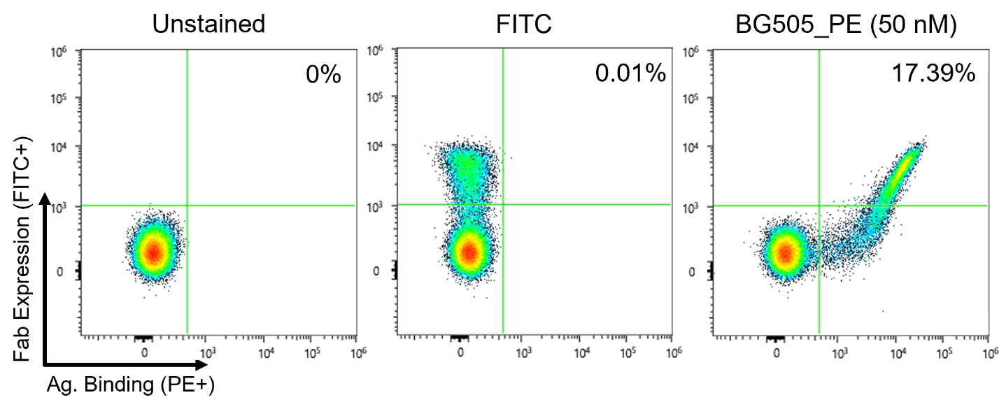 Unstained
FITC
BG505_PE (50 nM)
0%
0.01%
17.39%
10⁶
10⁵
10⁴
10³
0
10⁶
10⁵
10⁴
10³
0
10⁶
10⁵
10⁴
10³
0
0 10³ 10⁴ 10⁵ 10⁶
0 10³ 10⁴ 10⁵ 10⁶
0 10³ 10⁴ 10⁵ 10⁶
Fab Expression (FITC+)
Ag. Binding (PE+)